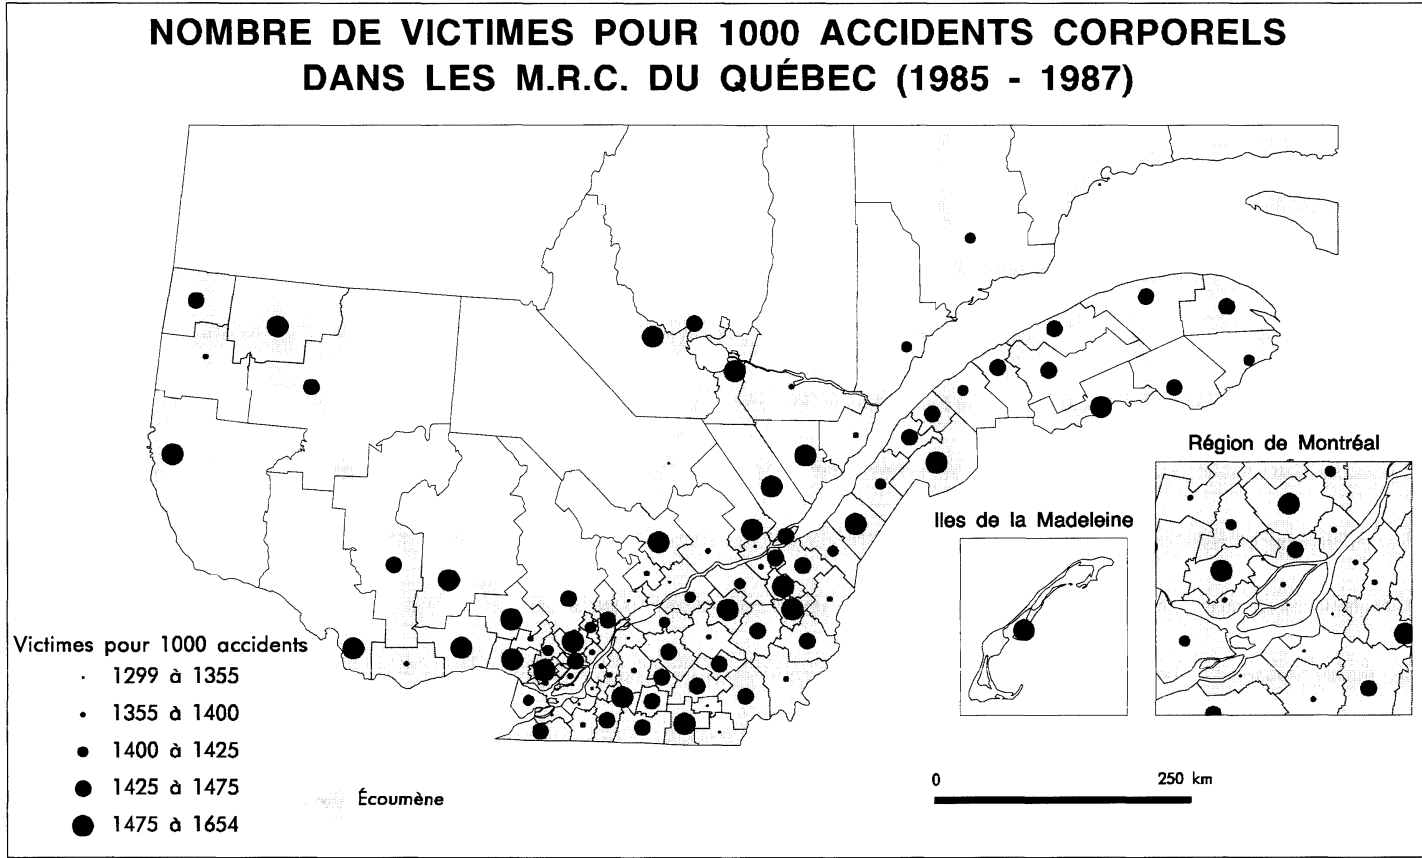 NOMBRE DE VICTIMES POUR 1000 ACCIDENTS CORPORELS
DANS LES M.R.C. DU QUÉBEC (1985 - 1987)
Région de Montréal
Iles de la Madeleine
Victimes pour 1000 accidents
1299 à 1355
1355 à 1400
1400 à 1425
1425 à 1475
1475 à 1654
Écoumène
0 250 km